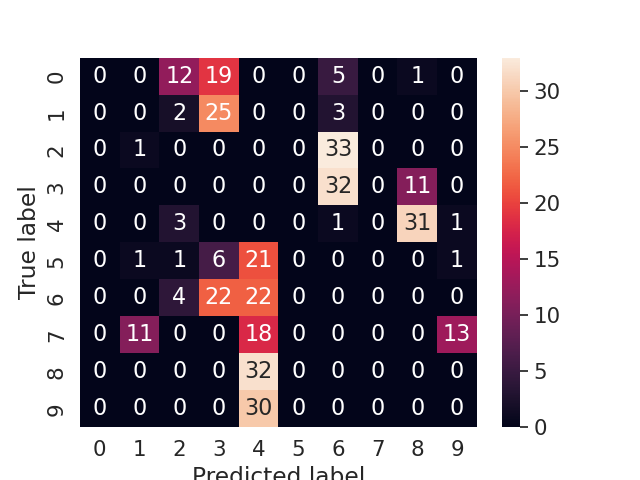 0 0 0 12 19 0 0 5 0 1 0
1 0 0 2 25 0 0 3 0 0 0
2 0 1 0 0 0 0 33 0 0 0
3 0 0 0 0 0 0 32 0 11 0
4 0 0 3 0 0 0 1 0 31 1
5 0 1 1 6 21 0 0 0 0 1
6 0 0 4 22 22 0 0 0 0 0
7 0 11 0 0 18 0 0 0 0 13
8 0 0 0 0 32 0 0 0 0 0
9 0 0 0 0 30 0 0 0 0 0
0 1 2 3 4 5 6 7 8 9
True label
Predicted label
30
25
20
15
10
5
0